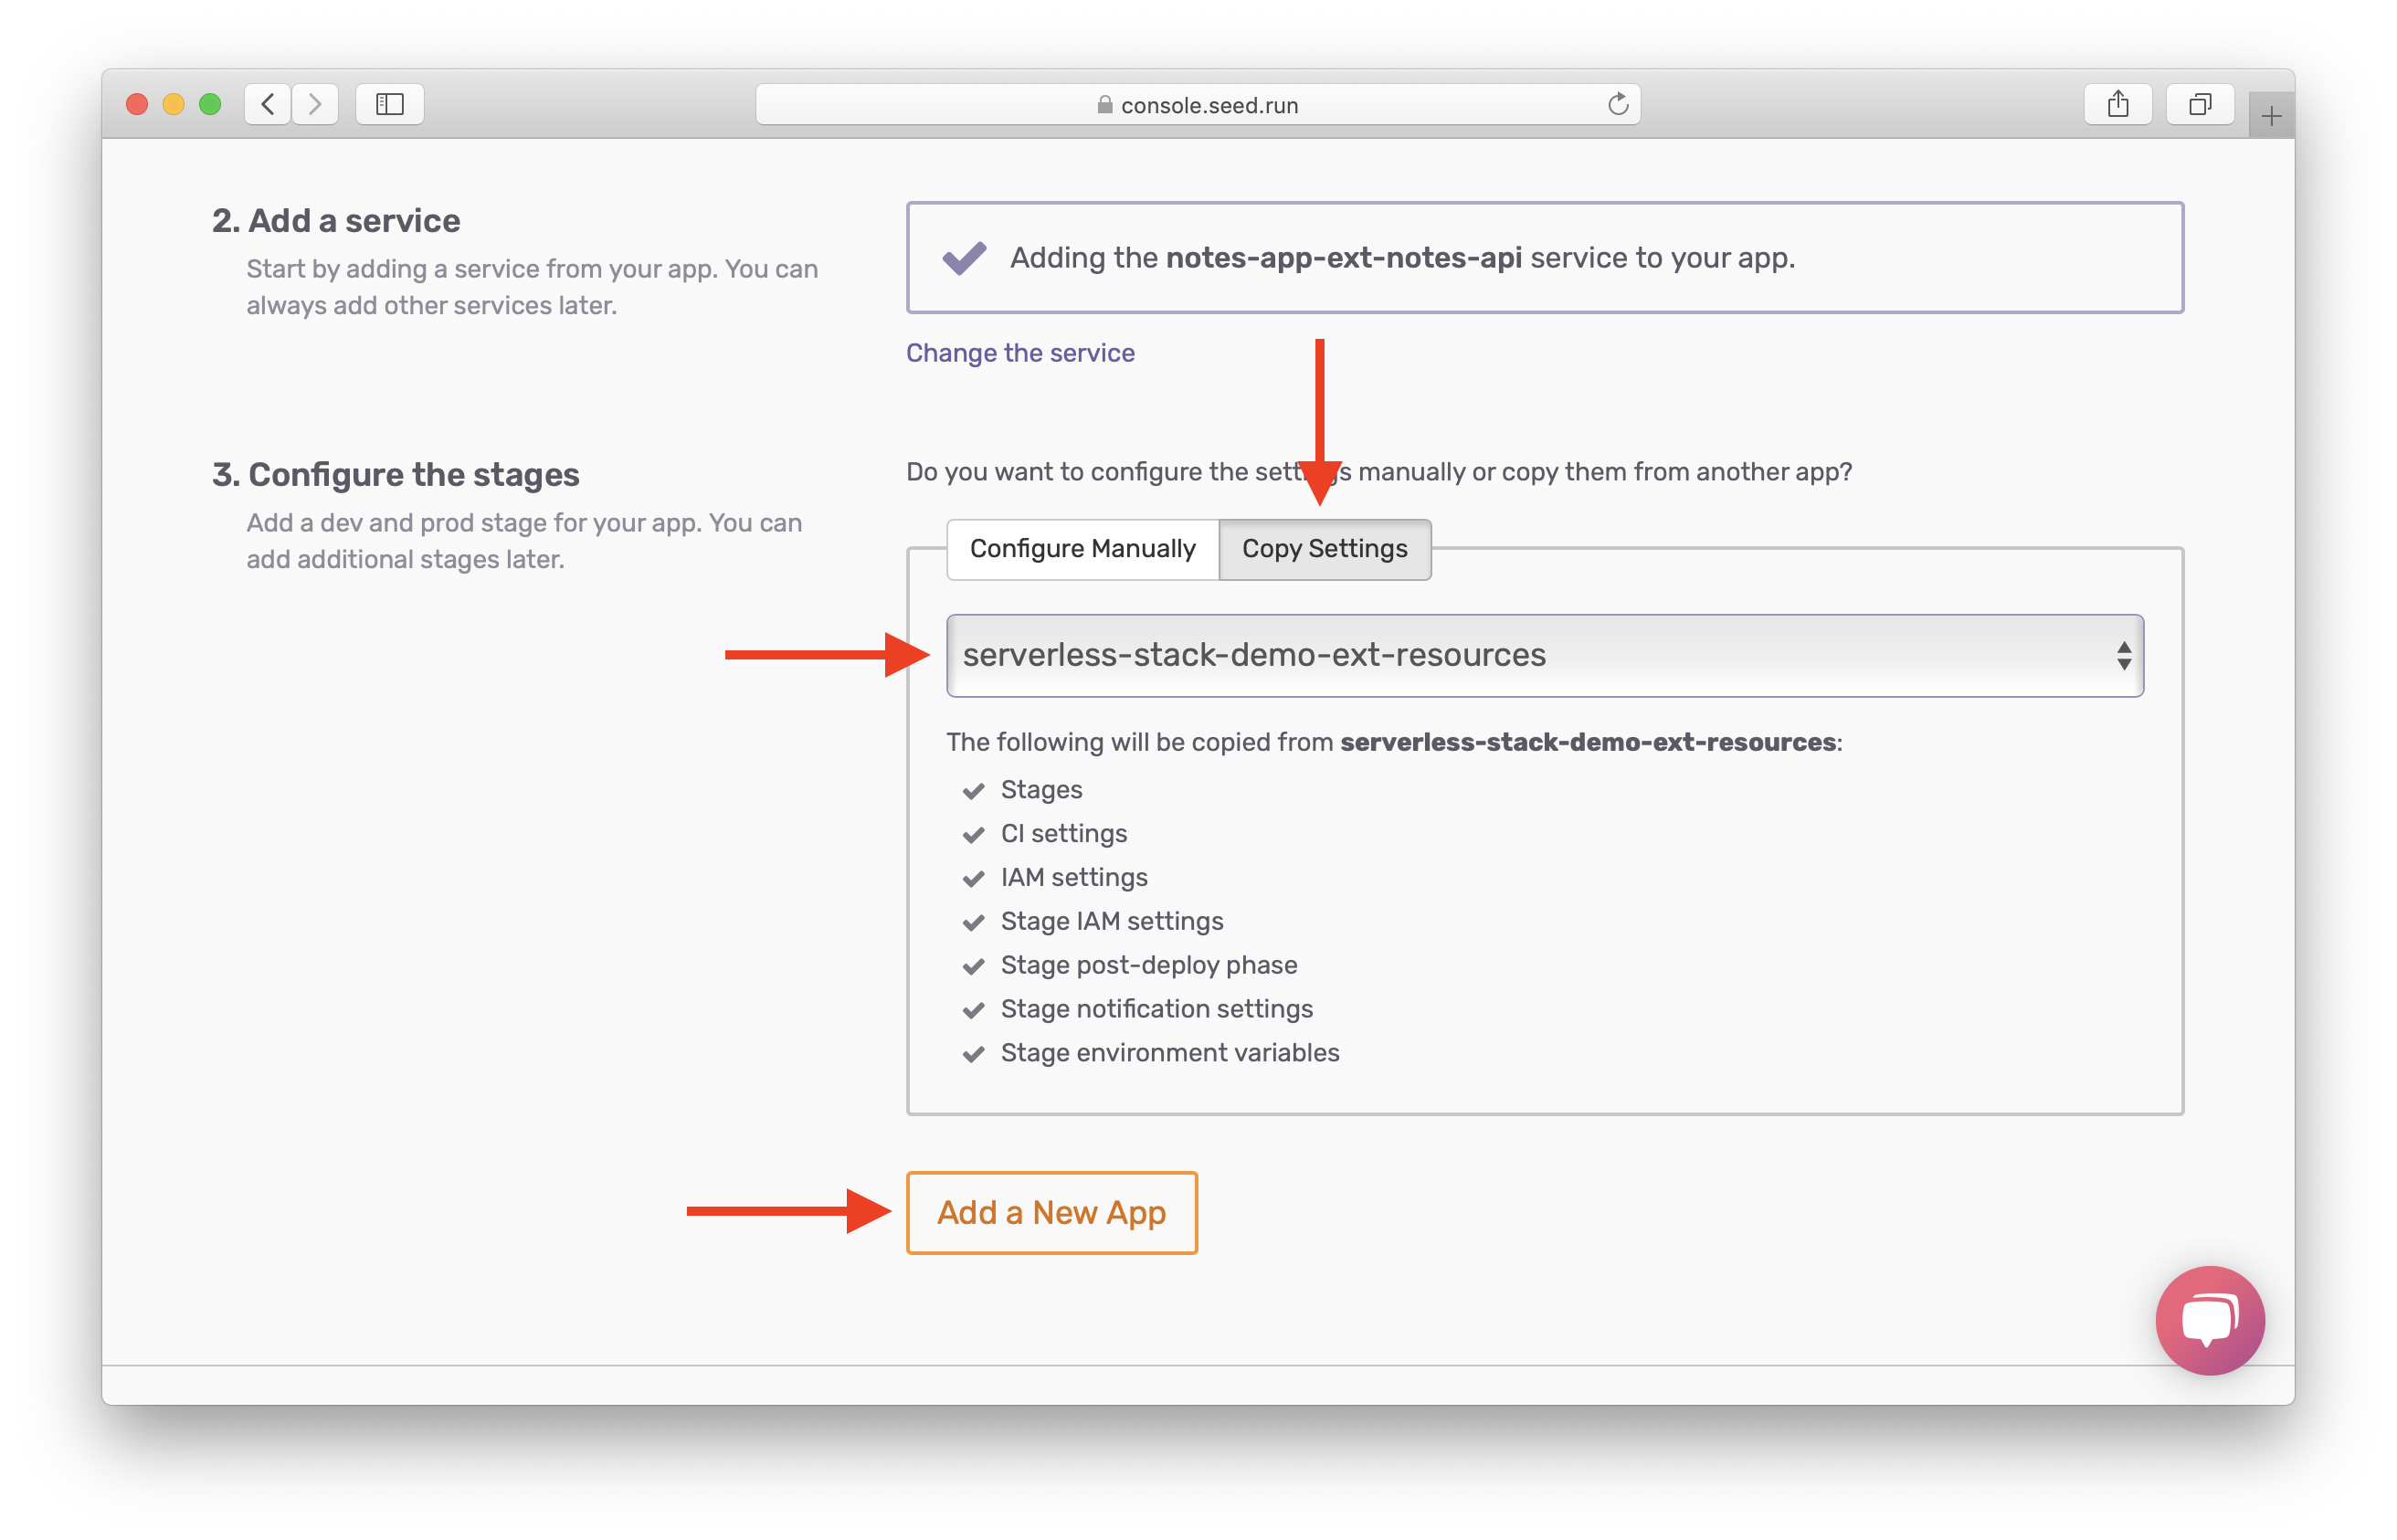 console.seed.run
2. Add a service
Start by adding a service from your app. You can
always add other services later.
Adding the notes-app-ext-notes-api service to your app.
Change the service
3. Configure the stages
Add a dev and prod stage for your app. You can
add additional stages later.
Do you want to configure the settings manually or copy them from another app?
Configure Manually
Copy Settings
serverless-stack-demo-ext-resources
The following will be copied from serverless-stack-demo-ext-resources:
Stages
CI settings
IAM settings
Stage IAM settings
Stage post-deploy phase
Stage notification settings
Stage environment variables
Add a New App